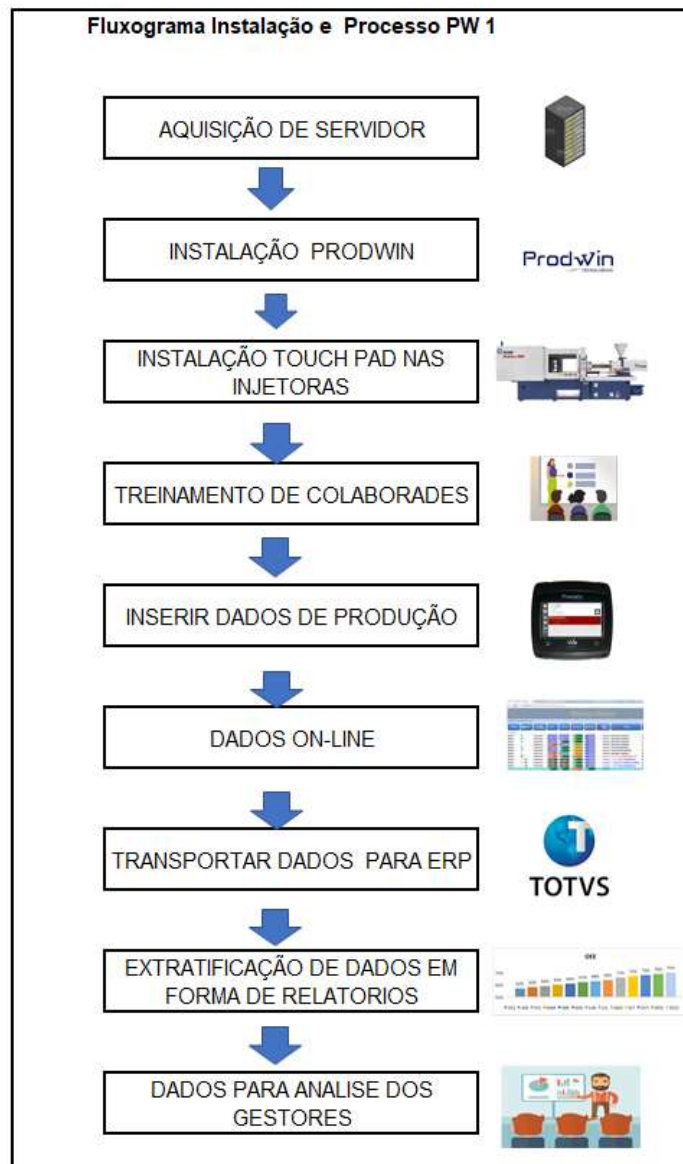 Fluxograma Instalação e Processo PW 1
AQUISIÇÃO DE SERVIDOR
INSTALAÇÃO PRODWIN
ProdWin
INSTALAÇÃO TOUCH PAD NAS
INJETORAS
TREINAMENTO DE COLABORADES
INSERIR DADOS DE PRODUÇÃO
DADOS ON-LINE
TRANSPORTAR DADOS PARA ERP
TOTVS
EXTRATIFICAÇÃO DE DADOS EM
FORMA DE RELATORIOS
OEE
DADOS PARA ANALISE DOS
GESTORES